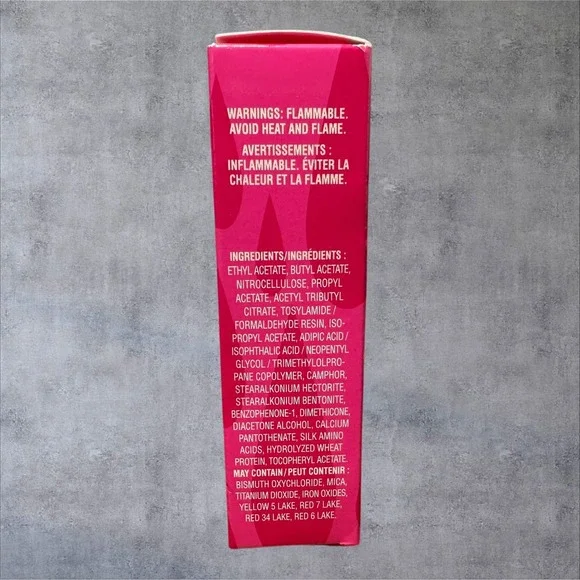 WARNINGS: FLAMMABLE.
AVOID HEAT AND FLAME.
AVERTISSEMENTS :
INFLAMMABLE. ÉVITER LA
CHALEUR ET LA FLAMME.
INGREDIENTS/INGRÉDIENTS :
ETHYL ACETATE, BUTYL ACETATE,
NITROCELLULOSE, PROPYL
ACETATE, ACETYL TRIBUTYL
CITRATE, TOSYLAMIDE /
FORMALDEHYDE RESIN, ISO-
PROPYL ACETATE, ADIPIC ACID /
ISOPHTHALIC ACID / NEOPENTYL
GLYCOL / TRIMETHYLOLPRO-
PANE COPOLYMER, CAMPHOR,
STEARALKONIUM HECTORITE,
STEARALKONIUM BENTONITE,
BENZOPHENONE-1, DIMETHICONE,
DIACETONE ALCOHOL, CALCIUM
PANTOTHENATE, SILK AMINO
ACIDS, HYDROLYZED WHEAT
PROTEIN, TOCOPHERYL ACETATE.
MAY CONTAIN/PEUT CONTENIR :
BISMUTH OXYCHLORIDE, MICA,
TITANIUM DIOXIDE, IRON OXIDES,
YELLOW 5 LAKE, RED 7 LAKE,
RED 34 LAKE, RED 6 LAKE.